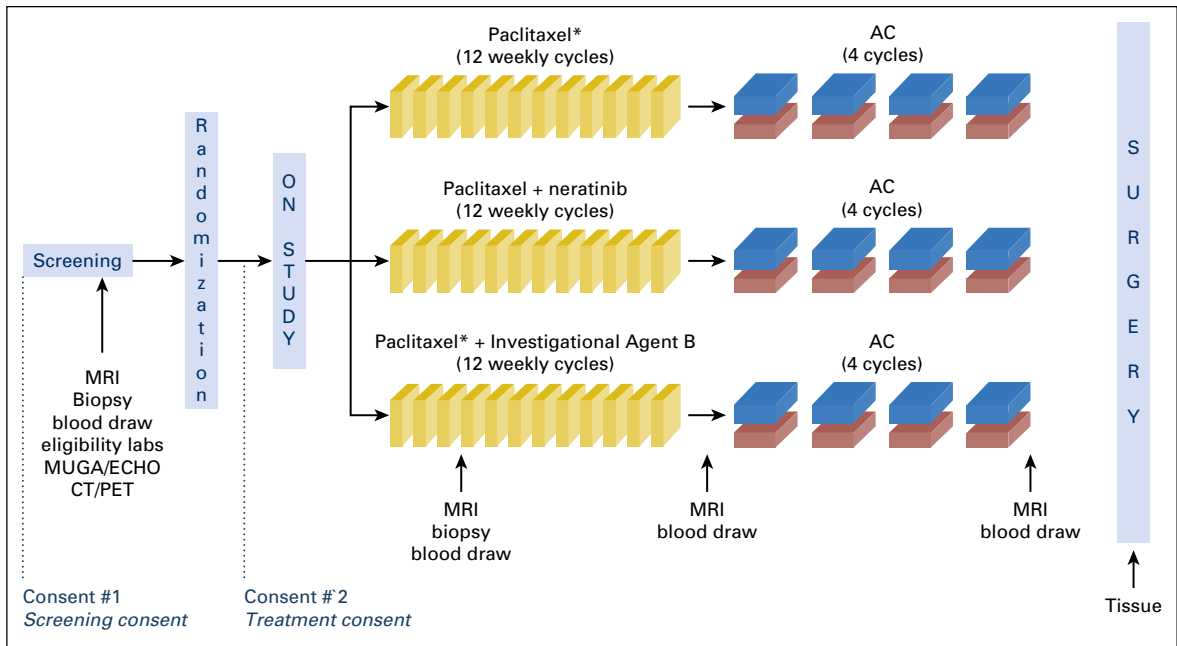 Paclitaxel*
(12 weekly cycles)
AC
(4 cycles)
Screening
Randomization
ON STUDY
Paclitaxel + neratinib
(12 weekly cycles)
AC
(4 cycles)
SURGERY
Paclitaxel* + Investigational Agent B
(12 weekly cycles)
AC
(4 cycles)
MRI
Biopsy
blood draw
eligibility labs
MUGA/ECHO
CT/PET
MRI
biopsy
blood draw
MRI
blood draw
MRI
blood draw
Consent #1
Screening consent
Consent #`2
Treatment consent
Tissue